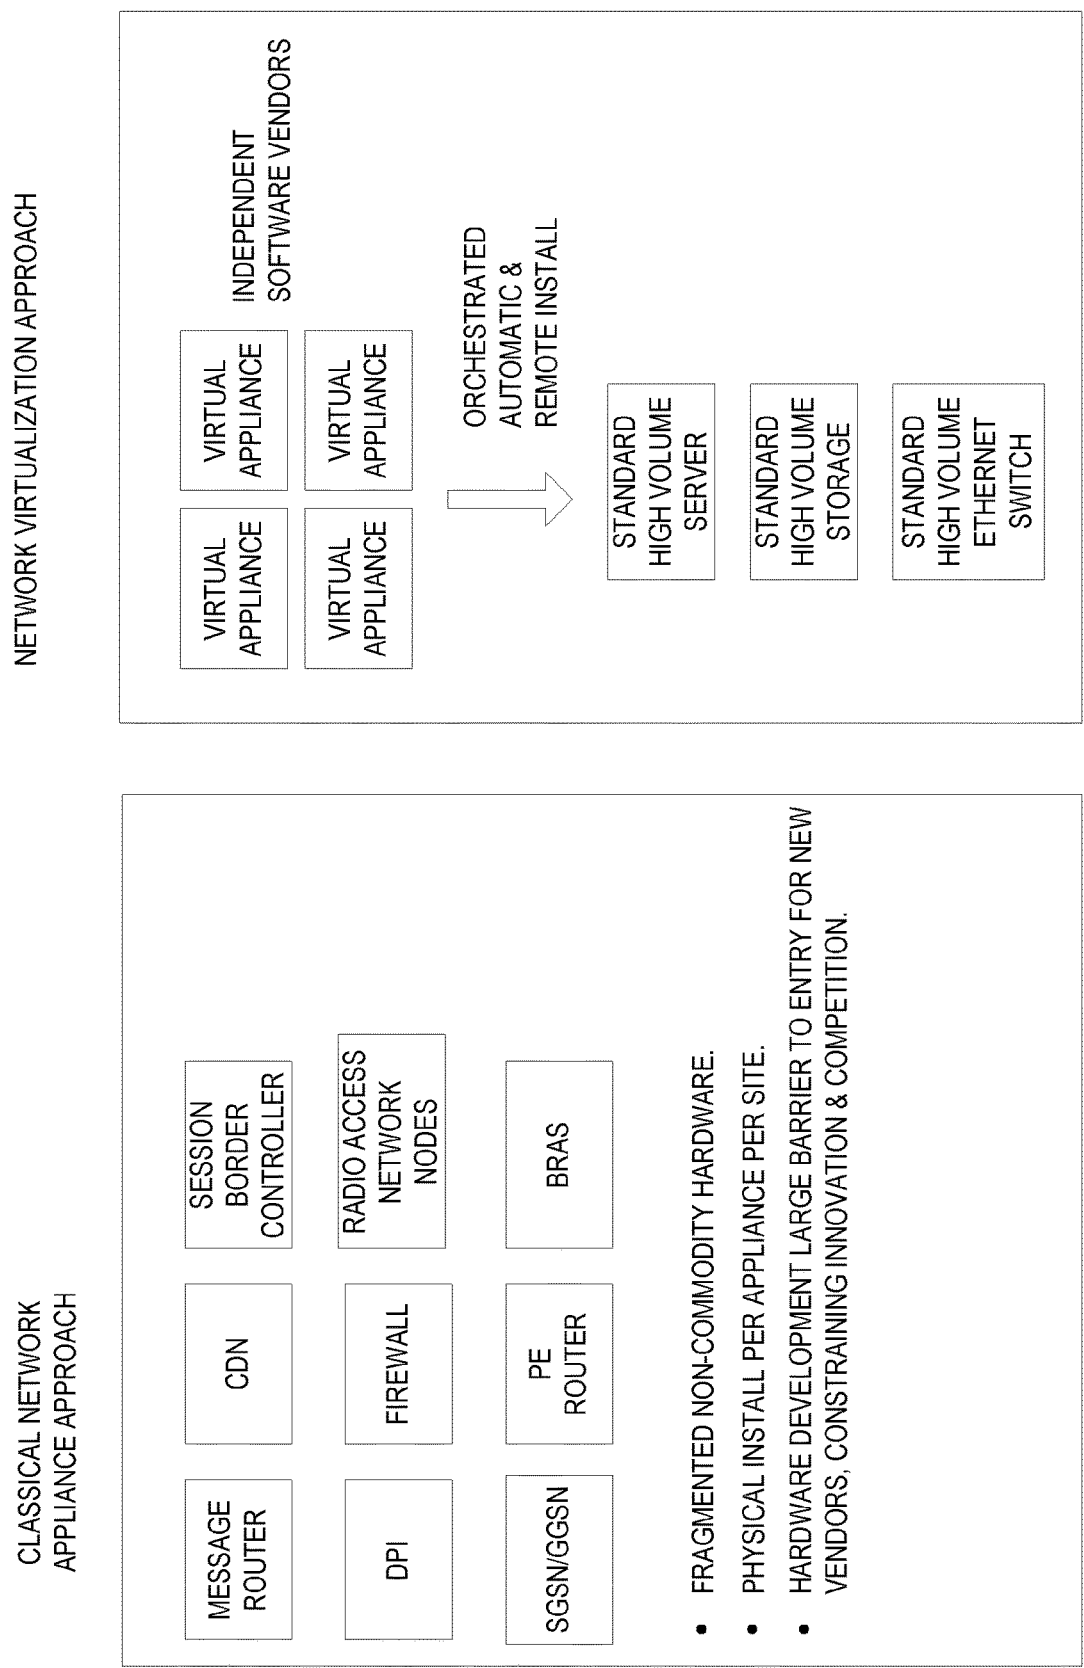 CLASSICAL NETWORK
APPLIANCE APPROACH
MESSAGE
ROUTER
CDN
SESSION
BORDER
CONTROLLER
DPI
FIREWALL
RADIO ACCESS
NETWORK
NODES
SGSN/GGSN
PE
ROUTER
BRAS
• FRAGMENTED NON-COMMODITY HARDWARE.
• PHYSICAL INSTALL PER APPLIANCE PER SITE.
• HARDWARE DEVELOPMENT LARGE BARRIER TO ENTRY FOR NEW
VENDORS, CONSTRAINING INNOVATION & COMPETITION.
NETWORK VIRTUALIZATION APPROACH
VIRTUAL
APPLIANCE
VIRTUAL
APPLIANCE
INDEPENDENT
SOFTWARE VENDORS
VIRTUAL
APPLIANCE
VIRTUAL
APPLIANCE
ORCHESTRATED
AUTOMATIC &
REMOTE INSTALL
STANDARD
HIGH VOLUME
SERVER
STANDARD
HIGH VOLUME
STORAGE
STANDARD
HIGH VOLUME
ETHERNET
SWITCH